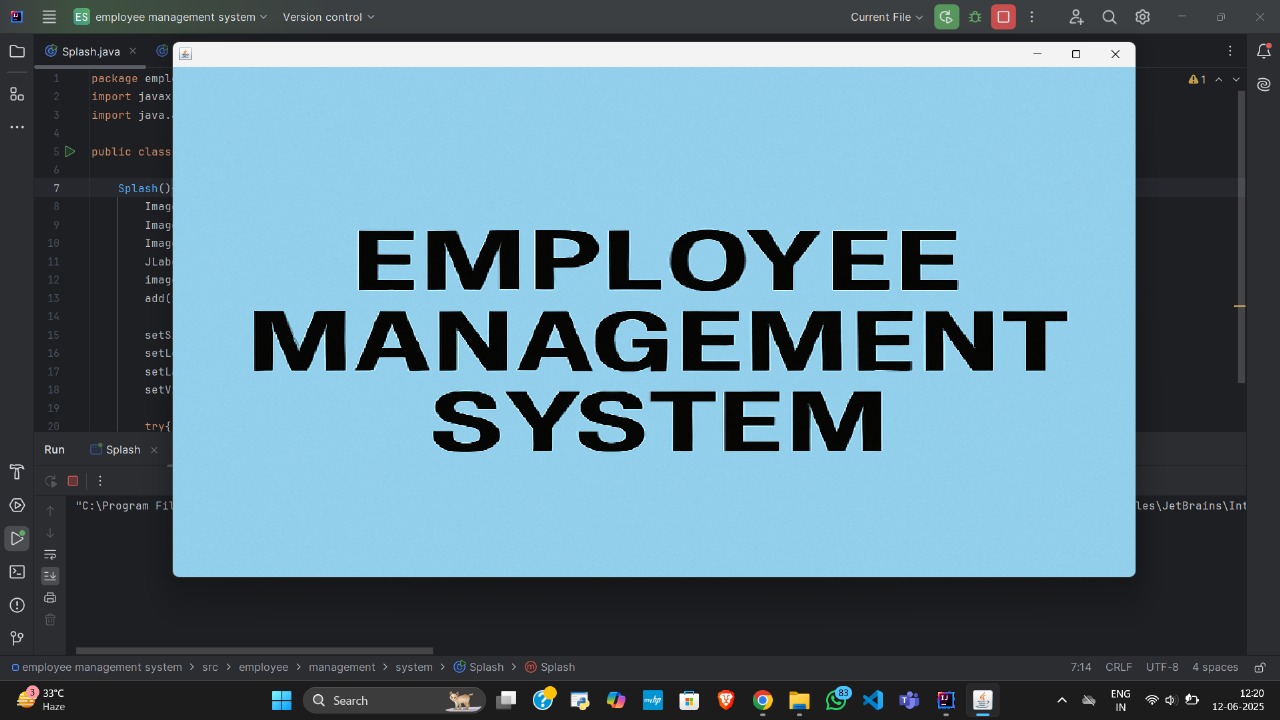 ES employee management system Version control Current File
Splash.java
1 package empl
2 import javax
3 import java.
4
5 public class
6
7 Splash()
8 Imag
9 Imag
10 Imag
11 JLabe
12 imag
13 add(
14
15 setS
16 setLo
17 setLa
18 setV
19
20 try{
1
EMPLOYEE
MANAGEMENT
SYSTEM
Run Splash
"C:\Program Fil
les\JetBrains\Int
employee management system > src > employee > management > system > Splash > Splash
7:14 CRLF UTF-8 4 spaces
3
33°C
Haze
Search
83
ENG
IN
12:20
12-06-2025